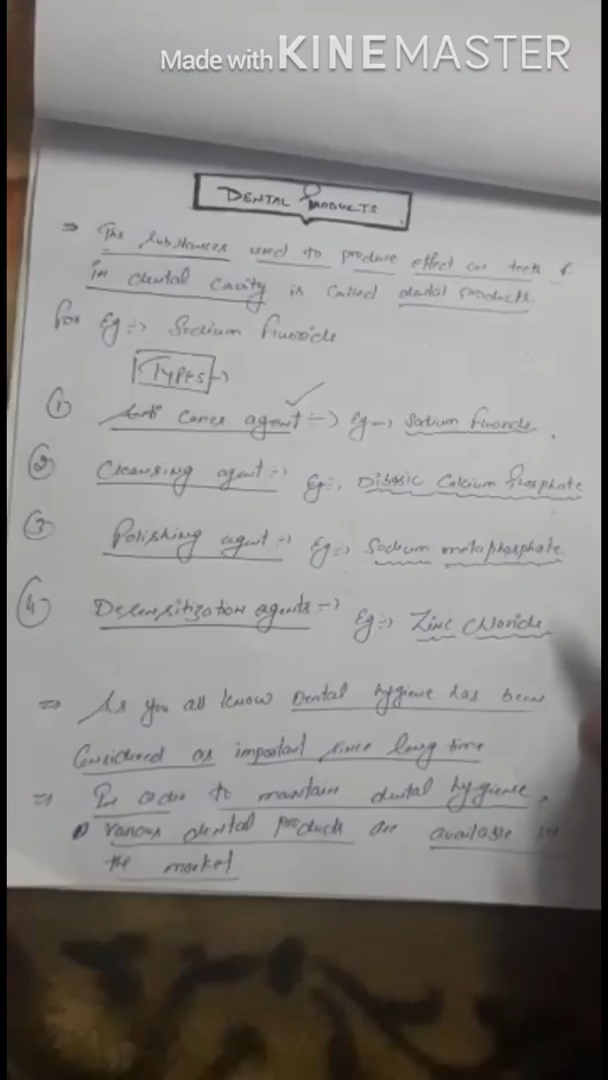 Made with KINEMASTER
DENTAL PRODUCTS
⇒ The substances used to produce effect on teeth &
in dental cavity is called dental products
for Eg :-> Sodium fluoride
TYPES ->
① Anti Caries agent :-> Eg -> Sodium fluoride.
② Cleansing agent :- Eg :- Dibasic Calcium Phosphate
③ Polishing agent :-> Eg :-> Sodium metaphosphate
④ Desensitization agents :-> Eg :-> Zinc Chloride
⇒ As you all know Dental hygiene has been
Considered as important since long time
⇒ In order to maintain dental hygiene,
various dental products are available in
the market